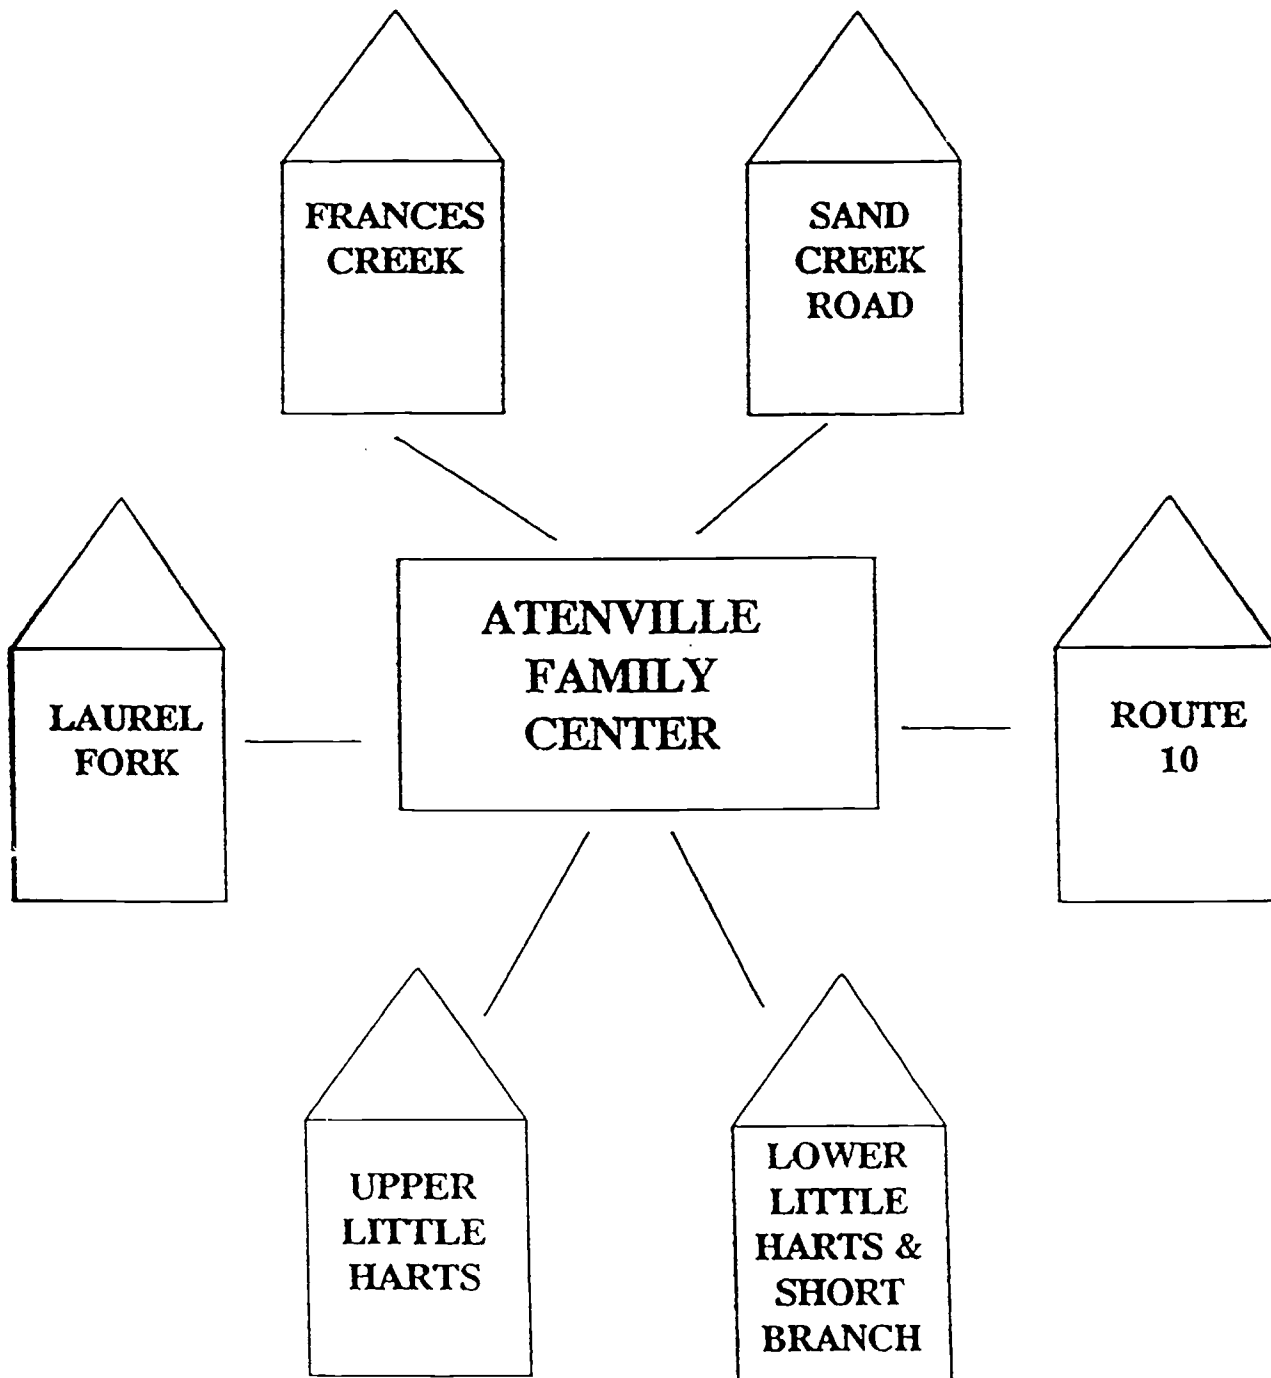 FRANCES
CREEK
SAND
CREEK
ROAD
ATENVILLE
FAMILY
CENTER
LAUREL
FORK
ROUTE
10
UPPER
LITTLE
HARTS
LOWER
LITTLE
HARTS &
SHORT
BRANCH